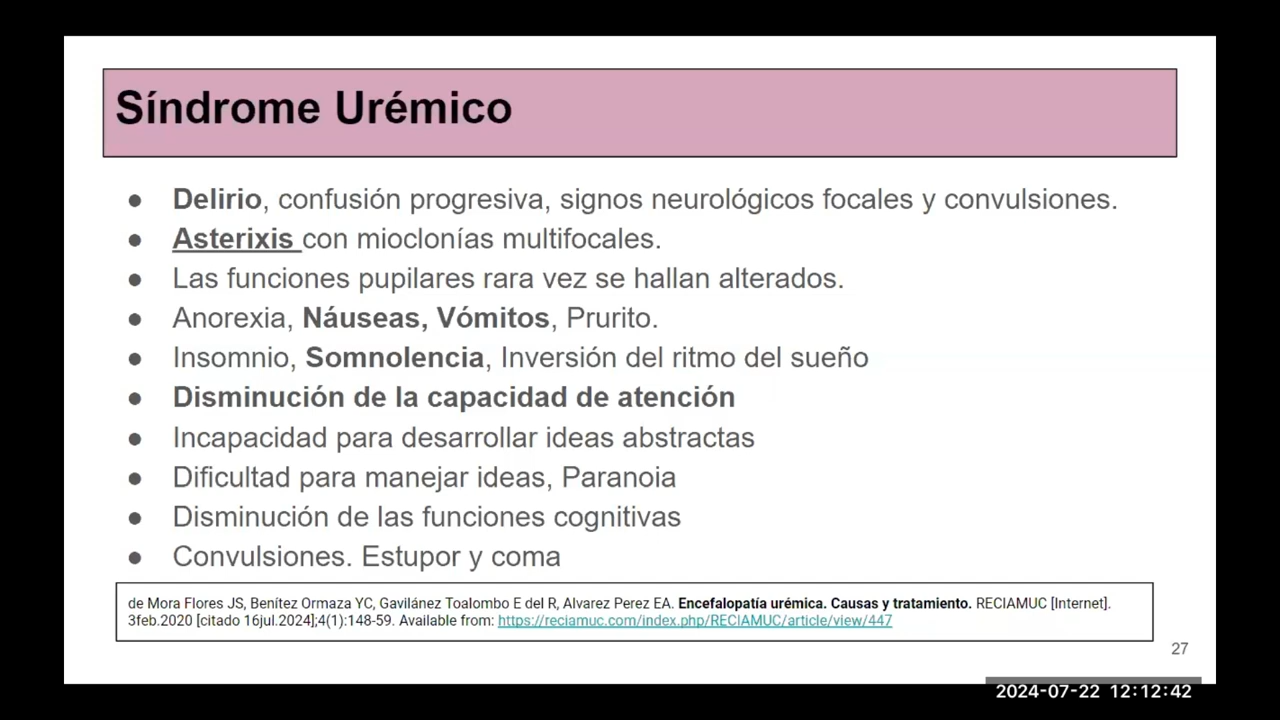 Síndrome Urémico
● Delirio, confusión progresiva, signos neurológicos focales y convulsiones.
● Asterixis con mioclonías multifocales.
● Las funciones pupilares rara vez se hallan alterados.
● Anorexia, Náuseas, Vómitos, Prurito.
● Insomnio, Somnolencia, Inversión del ritmo del sueño
● Disminución de la capacidad de atención
● Incapacidad para desarrollar ideas abstractas
● Dificultad para manejar ideas, Paranoia
● Disminución de las funciones cognitivas
● Convulsiones. Estupor y coma
de Mora Flores JS, Benítez Ormaza YC, Gavilánez Toalombo E del R, Alvarez Perez EA. Encefalopatía urémica. Causas y tratamiento. RECIAMUC [Internet].
3feb.2020 [citado 16jul.2024];4(1):148-59. Available from: https://reciamuc.com/index.php/RECIAMUC/article/view/447
27
2024-07-22 12:12:42